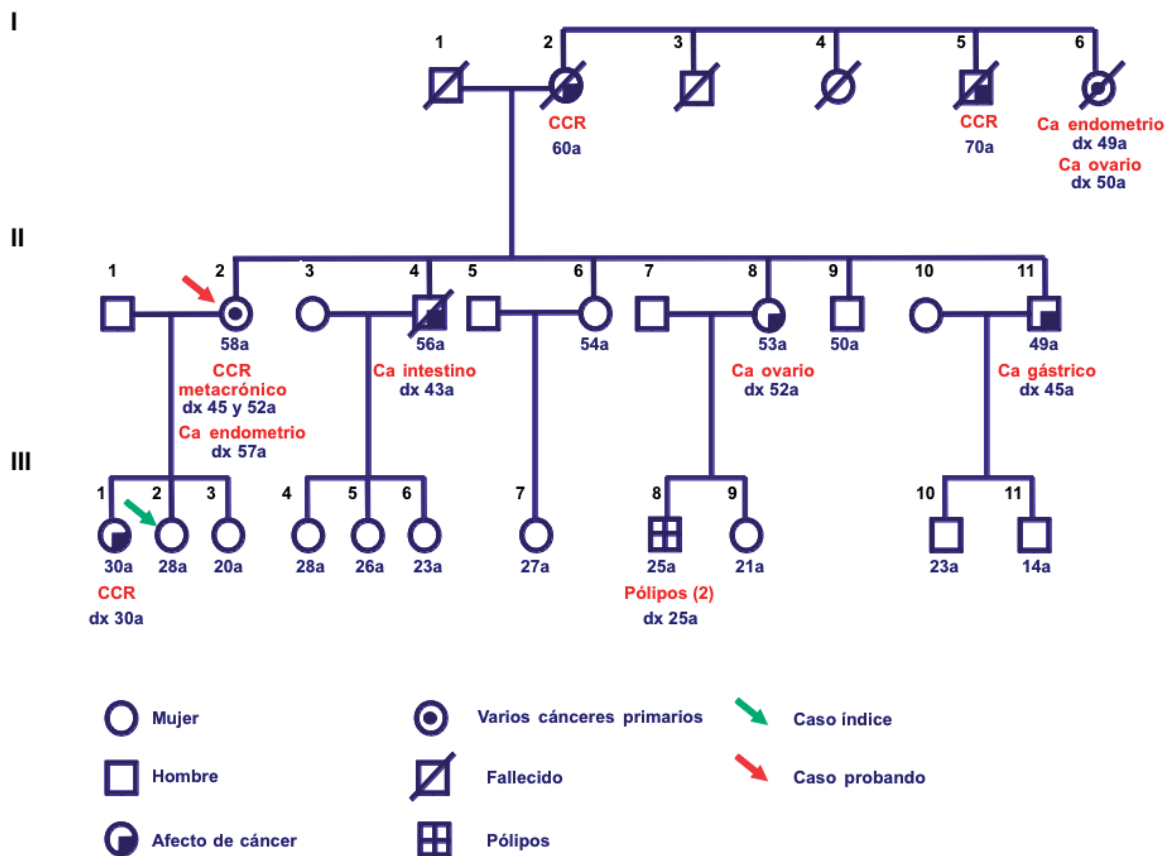 I
1 2 3 4 5 6
CCR CCR Ca endometrio
60a 70a dx 49a
Ca ovario
dx 50a
II
1 2 3 4 5 6 7 8 9 10 11
58a 56a 54a 53a 50a 49a
CCR Ca intestino Ca ovario Ca gástrico
metacrónico dx 43a dx 52a dx 45a
dx 45 y 52a
Ca endometrio
dx 57a
III
1 2 3 4 5 6 7 8 9 10 11
30a 28a 20a 28a 26a 23a 27a 25a 21a 23a 14a
CCR Pólipos (2)
dx 30a dx 25a
Mujer Varios cánceres primarios Caso índice
Hombre Fallecido Caso probando
Afecto de cáncer Pólipos